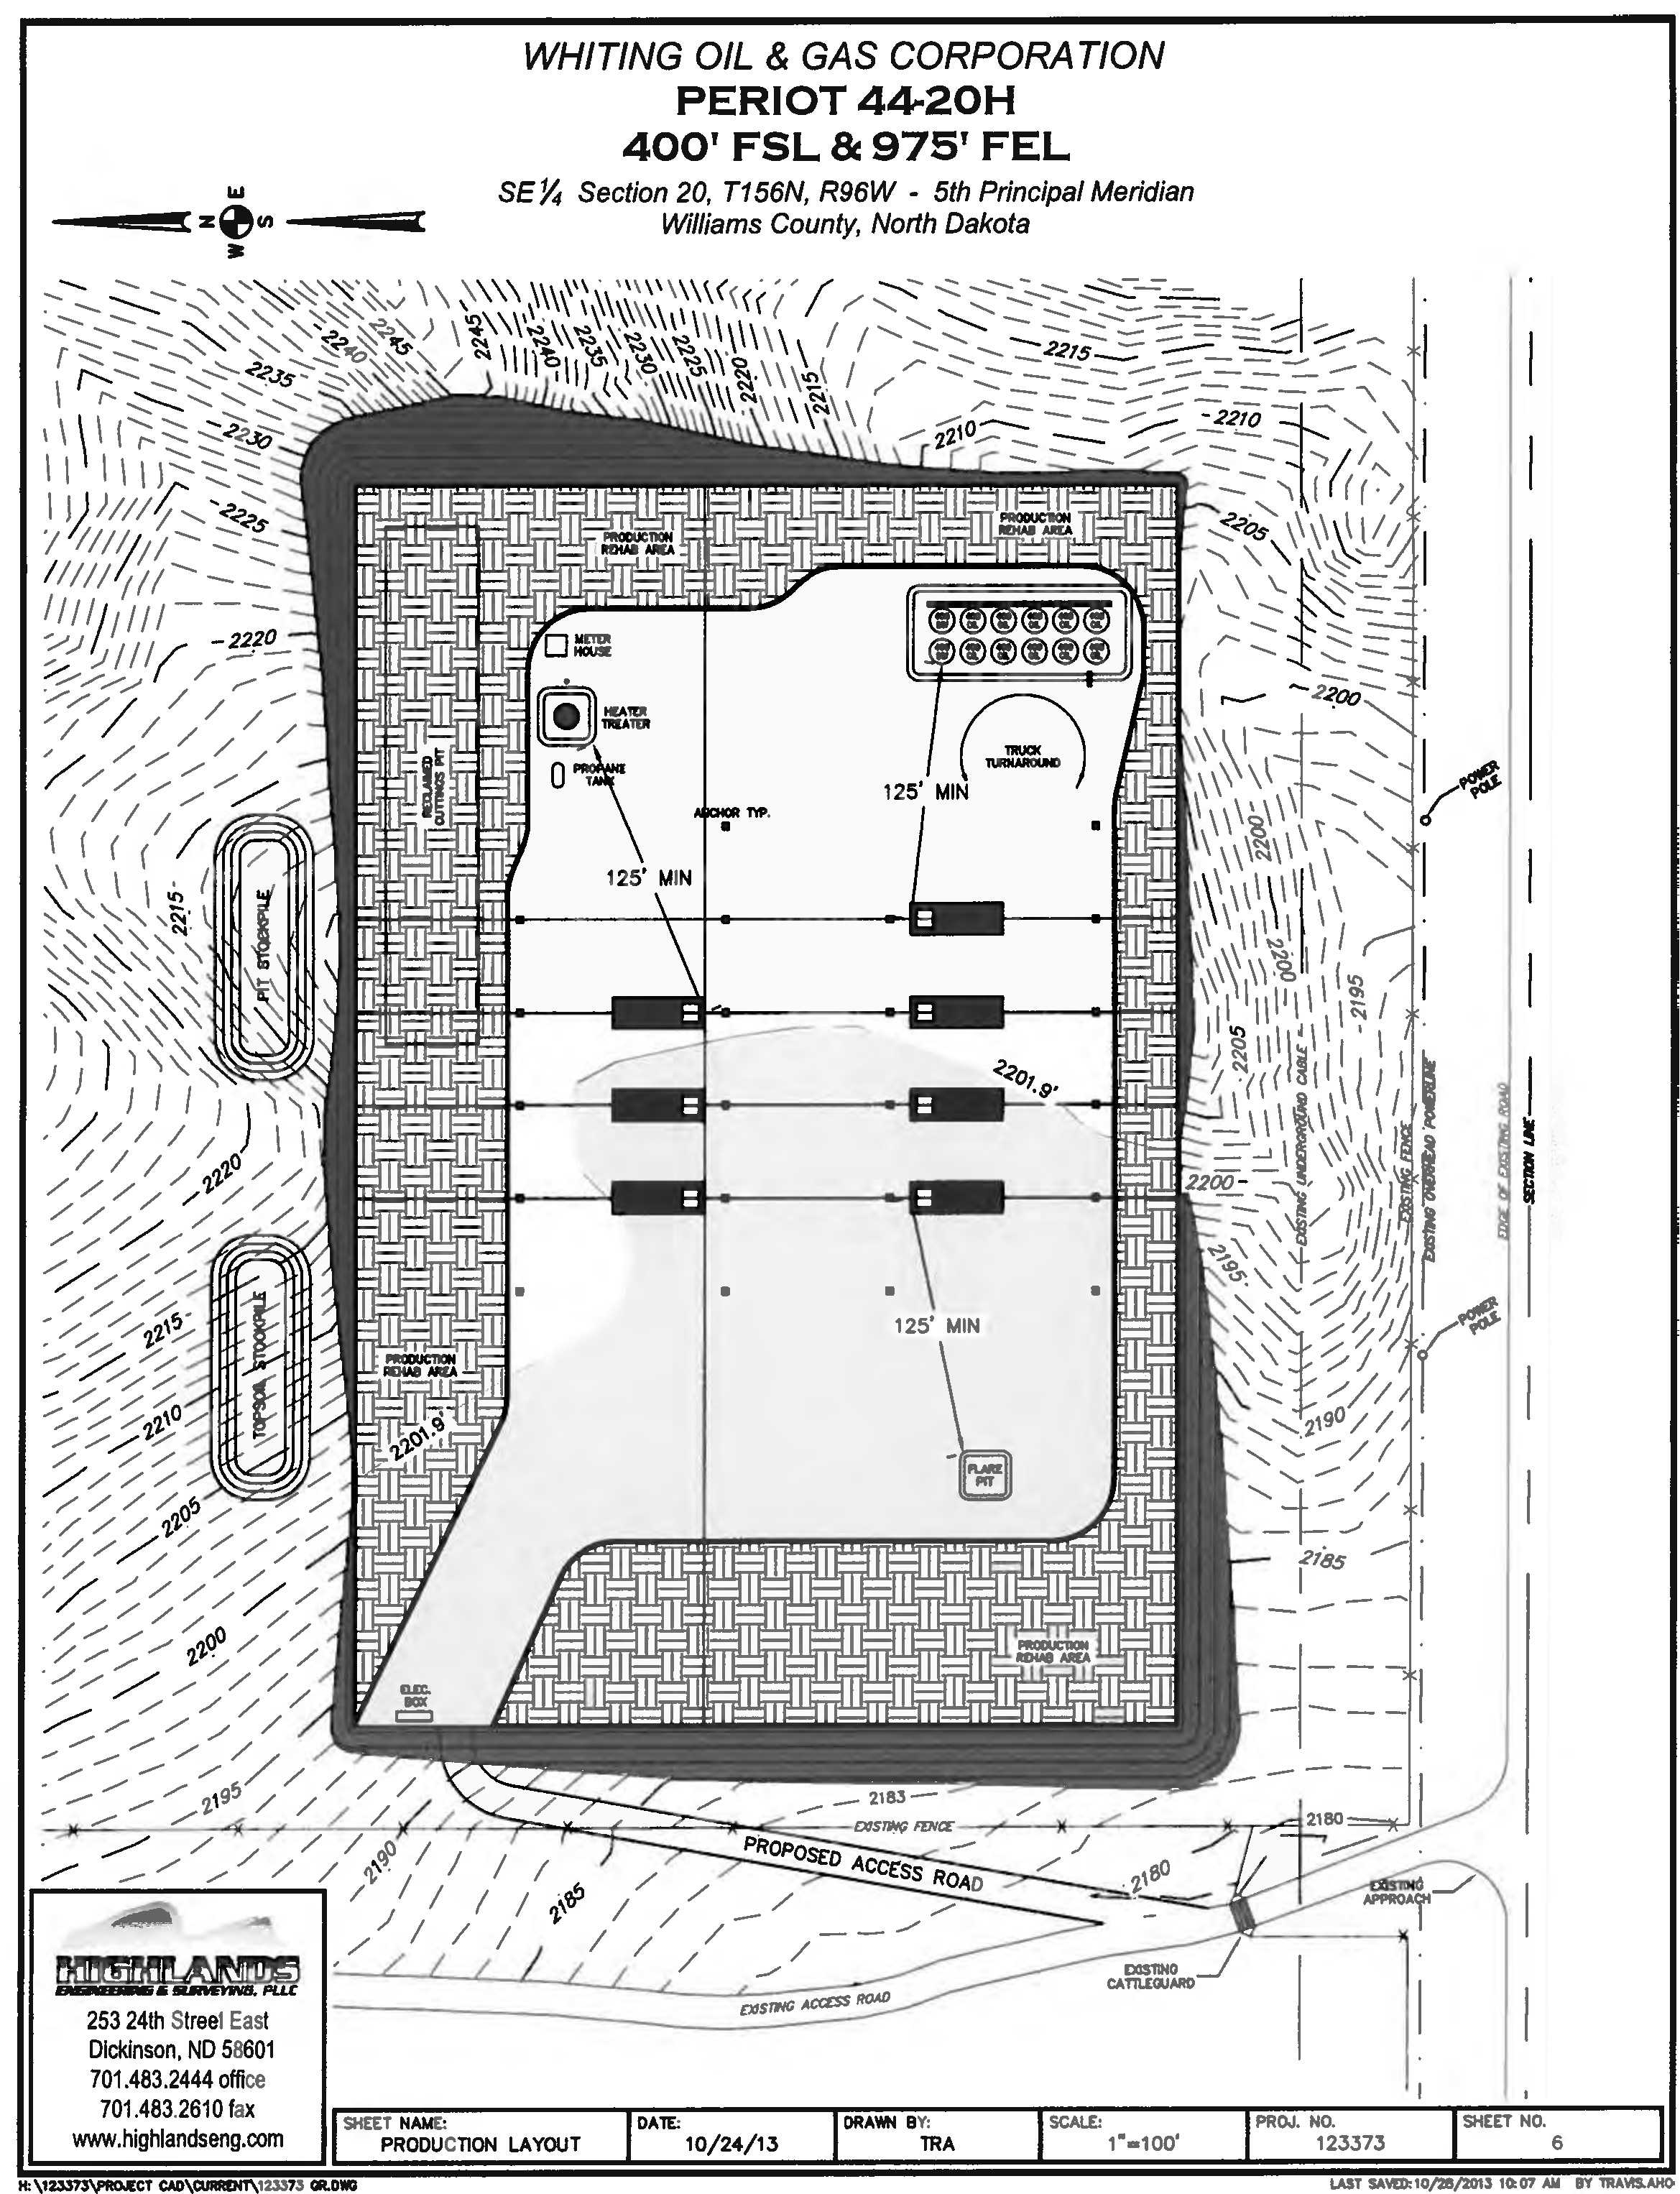 WHITING OIL & GAS CORPORATION
PERIOT 44-20H
400' FSL & 975' FEL
SE 1/4 Section 20, T156N, R96W - 5th Principal Meridian
Williams County, North Dakota
N
E
S
W
2245
2240
2235
2230
2225
2220
2215
2245
2240
2235
2230
2225
2220
2215
2210
2210
2205
2200
PRODUCTION
REHAB AREA
PRODUCTION
REHAB AREA
METER
HOUSE
HEATER
TREATER
PROPANE
TANK
RECLAIMED
CUTTINGS PIT
TRUCK
TURNAROUND
125' MIN
ANCHOR TYP.
125' MIN
POWER
POLE
2200
2200
2195
2205
2215
PIT STOCKPILE
2201.9'
2200
2195
EXISTING UNDERGROUND CABLE
EXISTING FENCE
EXISTING OVERHEAD POWERLINE
EDGE OF EXISTING ROAD
SECTION LINE
2220
2215
2210
2205
2200
TOPSOIL STOCKPILE
125' MIN
POWER
POLE
PRODUCTION
REHAB AREA
2201.9'
2190
FLARE
PIT
2185
PRODUCTION
REHAB AREA
ELEC.
BOX
2195
2190
2185
2183
EXISTING FENCE
2180
PROPOSED ACCESS ROAD
2180
EXISTING
APPROACH
EXISTING
CATTLEGUARD
EXISTING ACCESS ROAD
HIGHLANDS
ENGINEERING & SURVEYING, PLLC
253 24th Street East
Dickinson, ND 58601
701.483.2444 office
701.483.2610 fax
www.highlandseng.com
SHEET NAME:
PRODUCTION LAYOUT
DATE:
10/24/13
DRAWN BY:
TRA
SCALE:
1"=100'
PROJ. NO.
123373
SHEET NO.
6
H:\123373\PROJECT CAD\CURRENT\123373 GR.DWG
LAST SAVED: 10/26/2013 10:07 AM BY TRAVIS.AHO